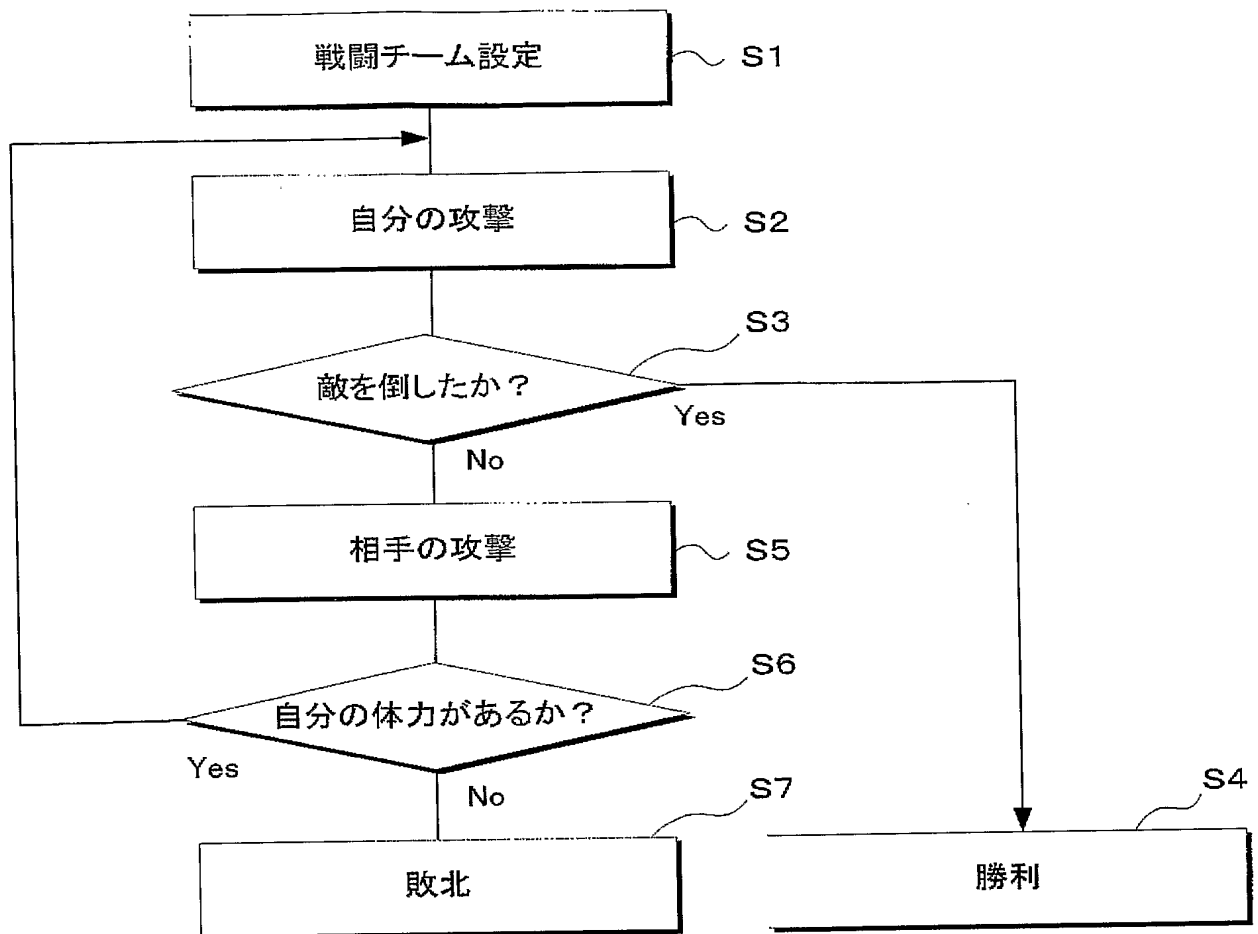 戦闘チーム設定
S1
自分の攻撃
S2
S3
敵を倒したか？
Yes
No
相手の攻撃
S5
S6
自分の体力があるか？
Yes
No
S7
敗北
S4
勝利